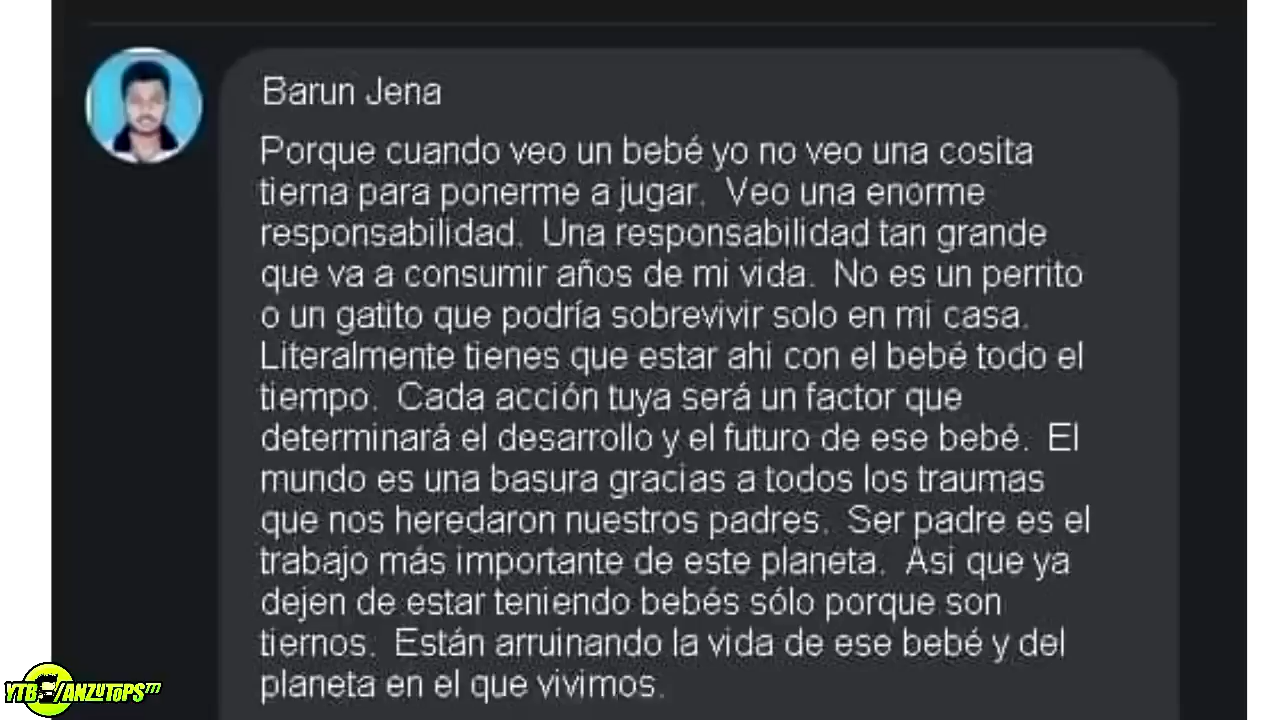 Barun Jena
Porque cuando veo un bebé yo no veo una cosita
tierna para ponerme a jugar. Veo una enorme
responsabilidad. Una responsabilidad tan grande
que va a consumir años de mi vida. No es un perrito
o un gatito que podría sobrevivir solo en mi casa.
Literalmente tienes que estar ahi con el bebé todo el
tiempo. Cada acción tuya será un factor que
determinará el desarrollo y el futuro de ese bebé. El
mundo es una basura gracias a todos los traumas
que nos heredaron nuestros padres. Ser padre es el
trabajo más importante de este planeta. Asi que ya
dejen de estar teniendo bebés sólo porque son
tiernos. Están arruinando la vida de ese bebé y del
planeta en el que vivimos.
YTB/ANZUTOPS